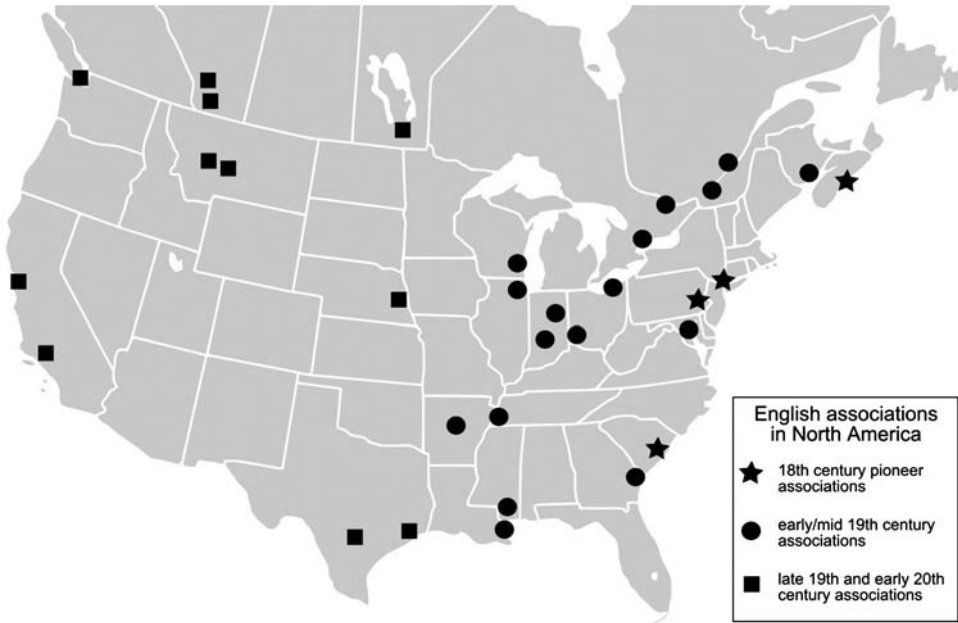 English associations
in North America
18th century pioneer
associations
early/mid 19th century
associations
late 19th and early 20th
century associations